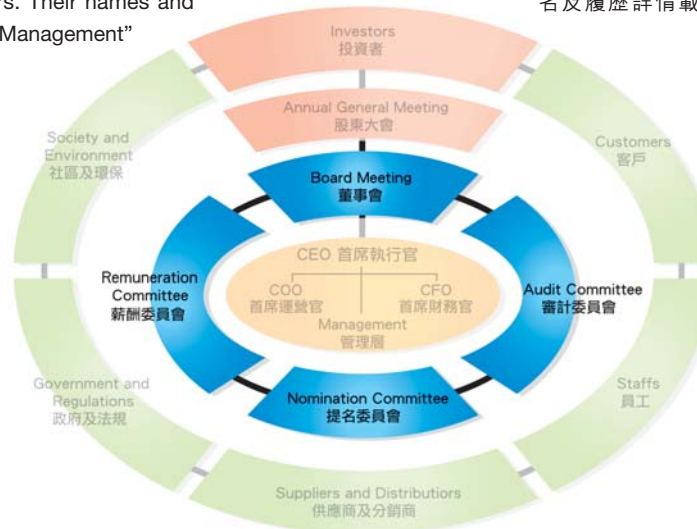 rs. Their names and
Management”
名及履歷詳情載
Investors
投資者
Annual General Meeting
股東大會
Society and
Environment
社區及環保
Customers
客戶
Board Meeting
董事會
CEO 首席執行官
COO
首席運營官
CFO
首席財務官
Management
管理層
Remuneration
Committee
薪酬委員會
Audit Committee
審計委員會
Nomination Committee
提名委員會
Government and
Regulations
政府及法規
Staffs
員工
Suppliers and Distributiors
供應商及分銷商